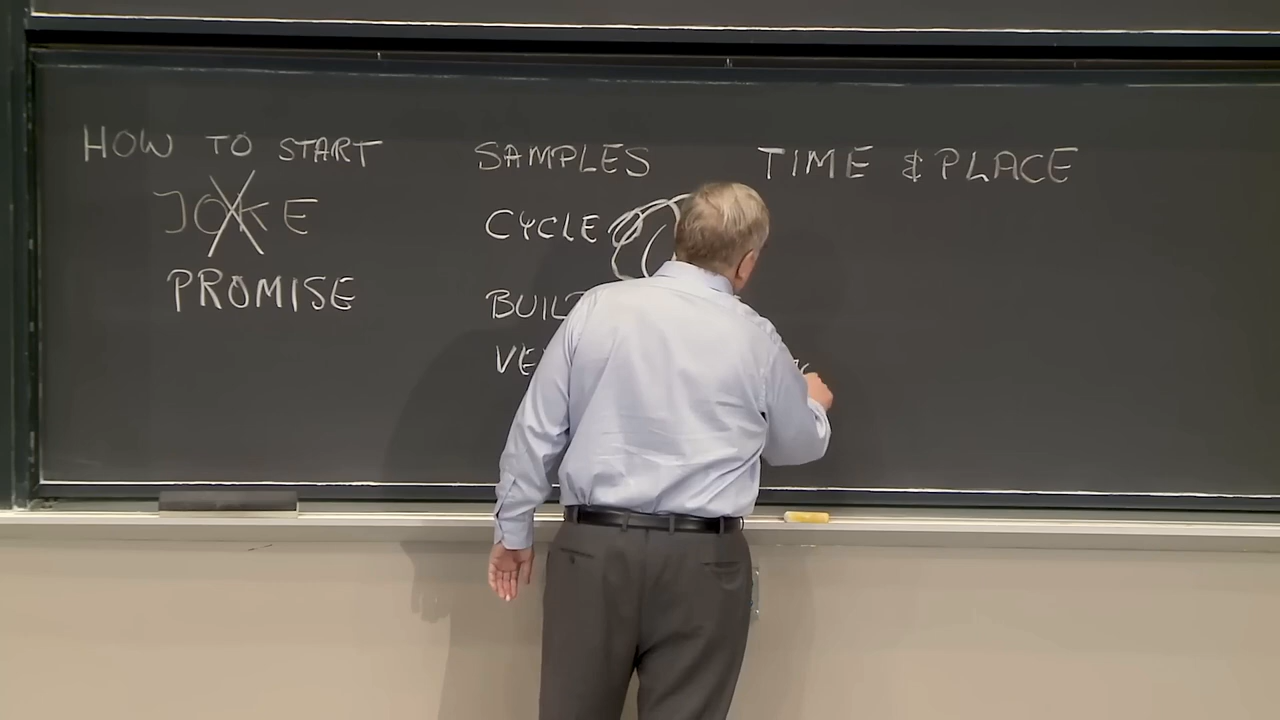 HOW TO START
JOKE
PROMISE
SAMPLES
CYCLE
TIME & PLACE